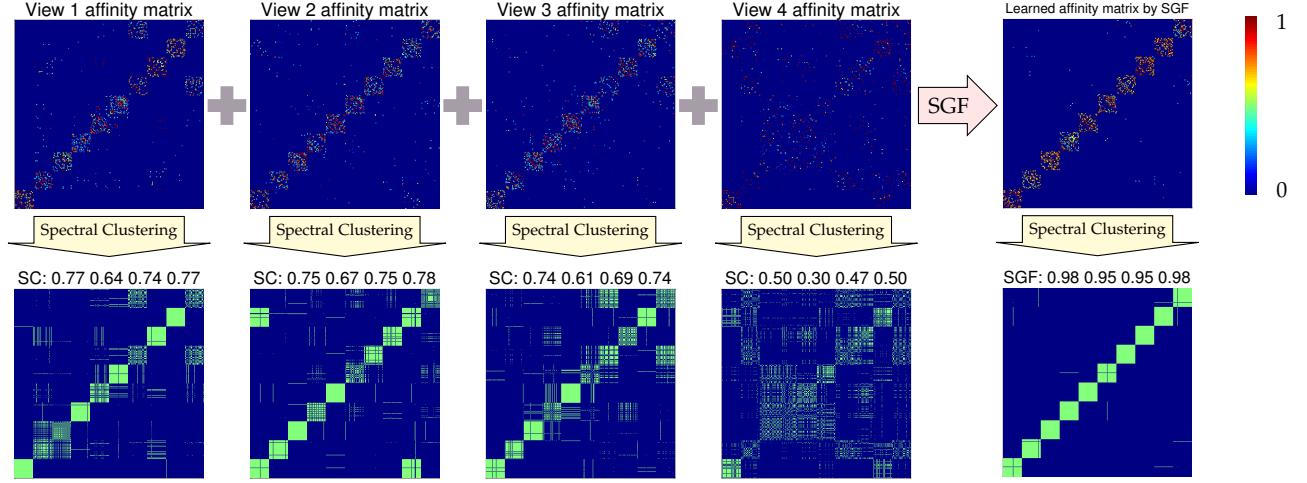 View 1 affinity matrix
View 2 affinity matrix
View 3 affinity matrix
View 4 affinity matrix
Learned affinity matrix by SGF
1
SGF
0
Spectral Clustering
Spectral Clustering
Spectral Clustering
Spectral Clustering
Spectral Clustering
SC: 0.77 0.64 0.74 0.77
SC: 0.75 0.67 0.75 0.78
SC: 0.74 0.61 0.69 0.74
SC: 0.50 0.30 0.47 0.50
SGF: 0.98 0.95 0.95 0.98